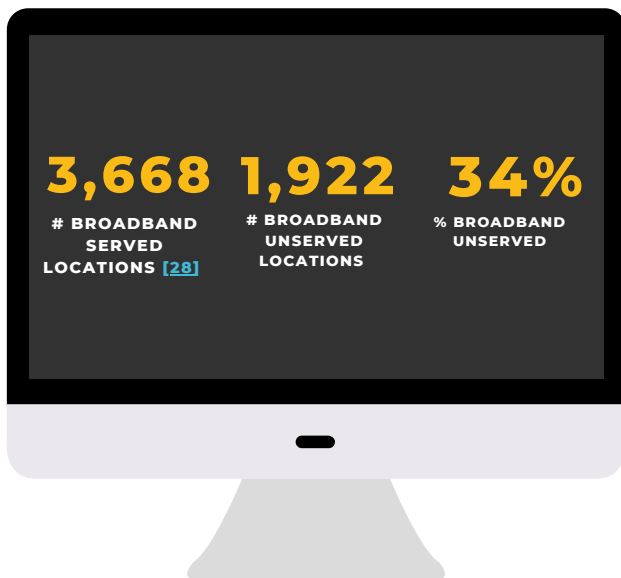 3,668
# BROADBAND
SERVED
LOCATIONS [28]
1,922
# BROADBAND
UNSERVED
LOCATIONS
34%
% BROADBAND
UNSERVED